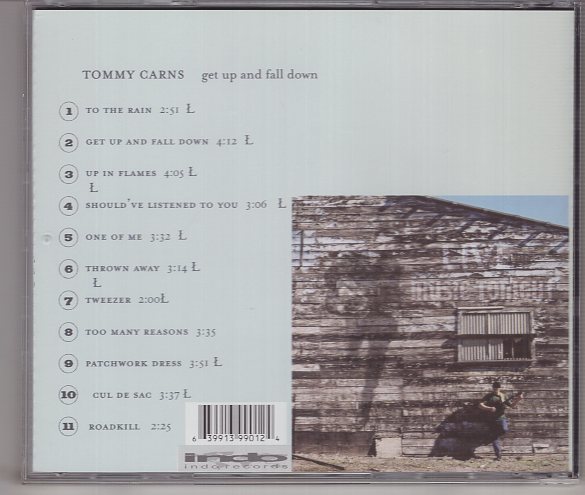 TOMMY CARNS get up and fall down
1 TO THE RAIN 2:51 Ł
2 GET UP AND FALL DOWN 4:12 Ł
3 UP IN FLAMES 4:05 Ł
Ł
4 SHOULD'VE LISTENED TO YOU 3:06 Ł
5 ONE OF ME 3:32 Ł
6 THROWN AWAY 3:14 Ł
Ł
7 TWEEZER 2:00Ł
8 TOO MANY REASONS 3:35
9 PATCHWORK DRESS 3:51 Ł
10 CUL DE SAC 3:37 Ł
11 ROADKILL 2:25
MUSIC TONIGHT
6 39913 99012 4
indo
indo records